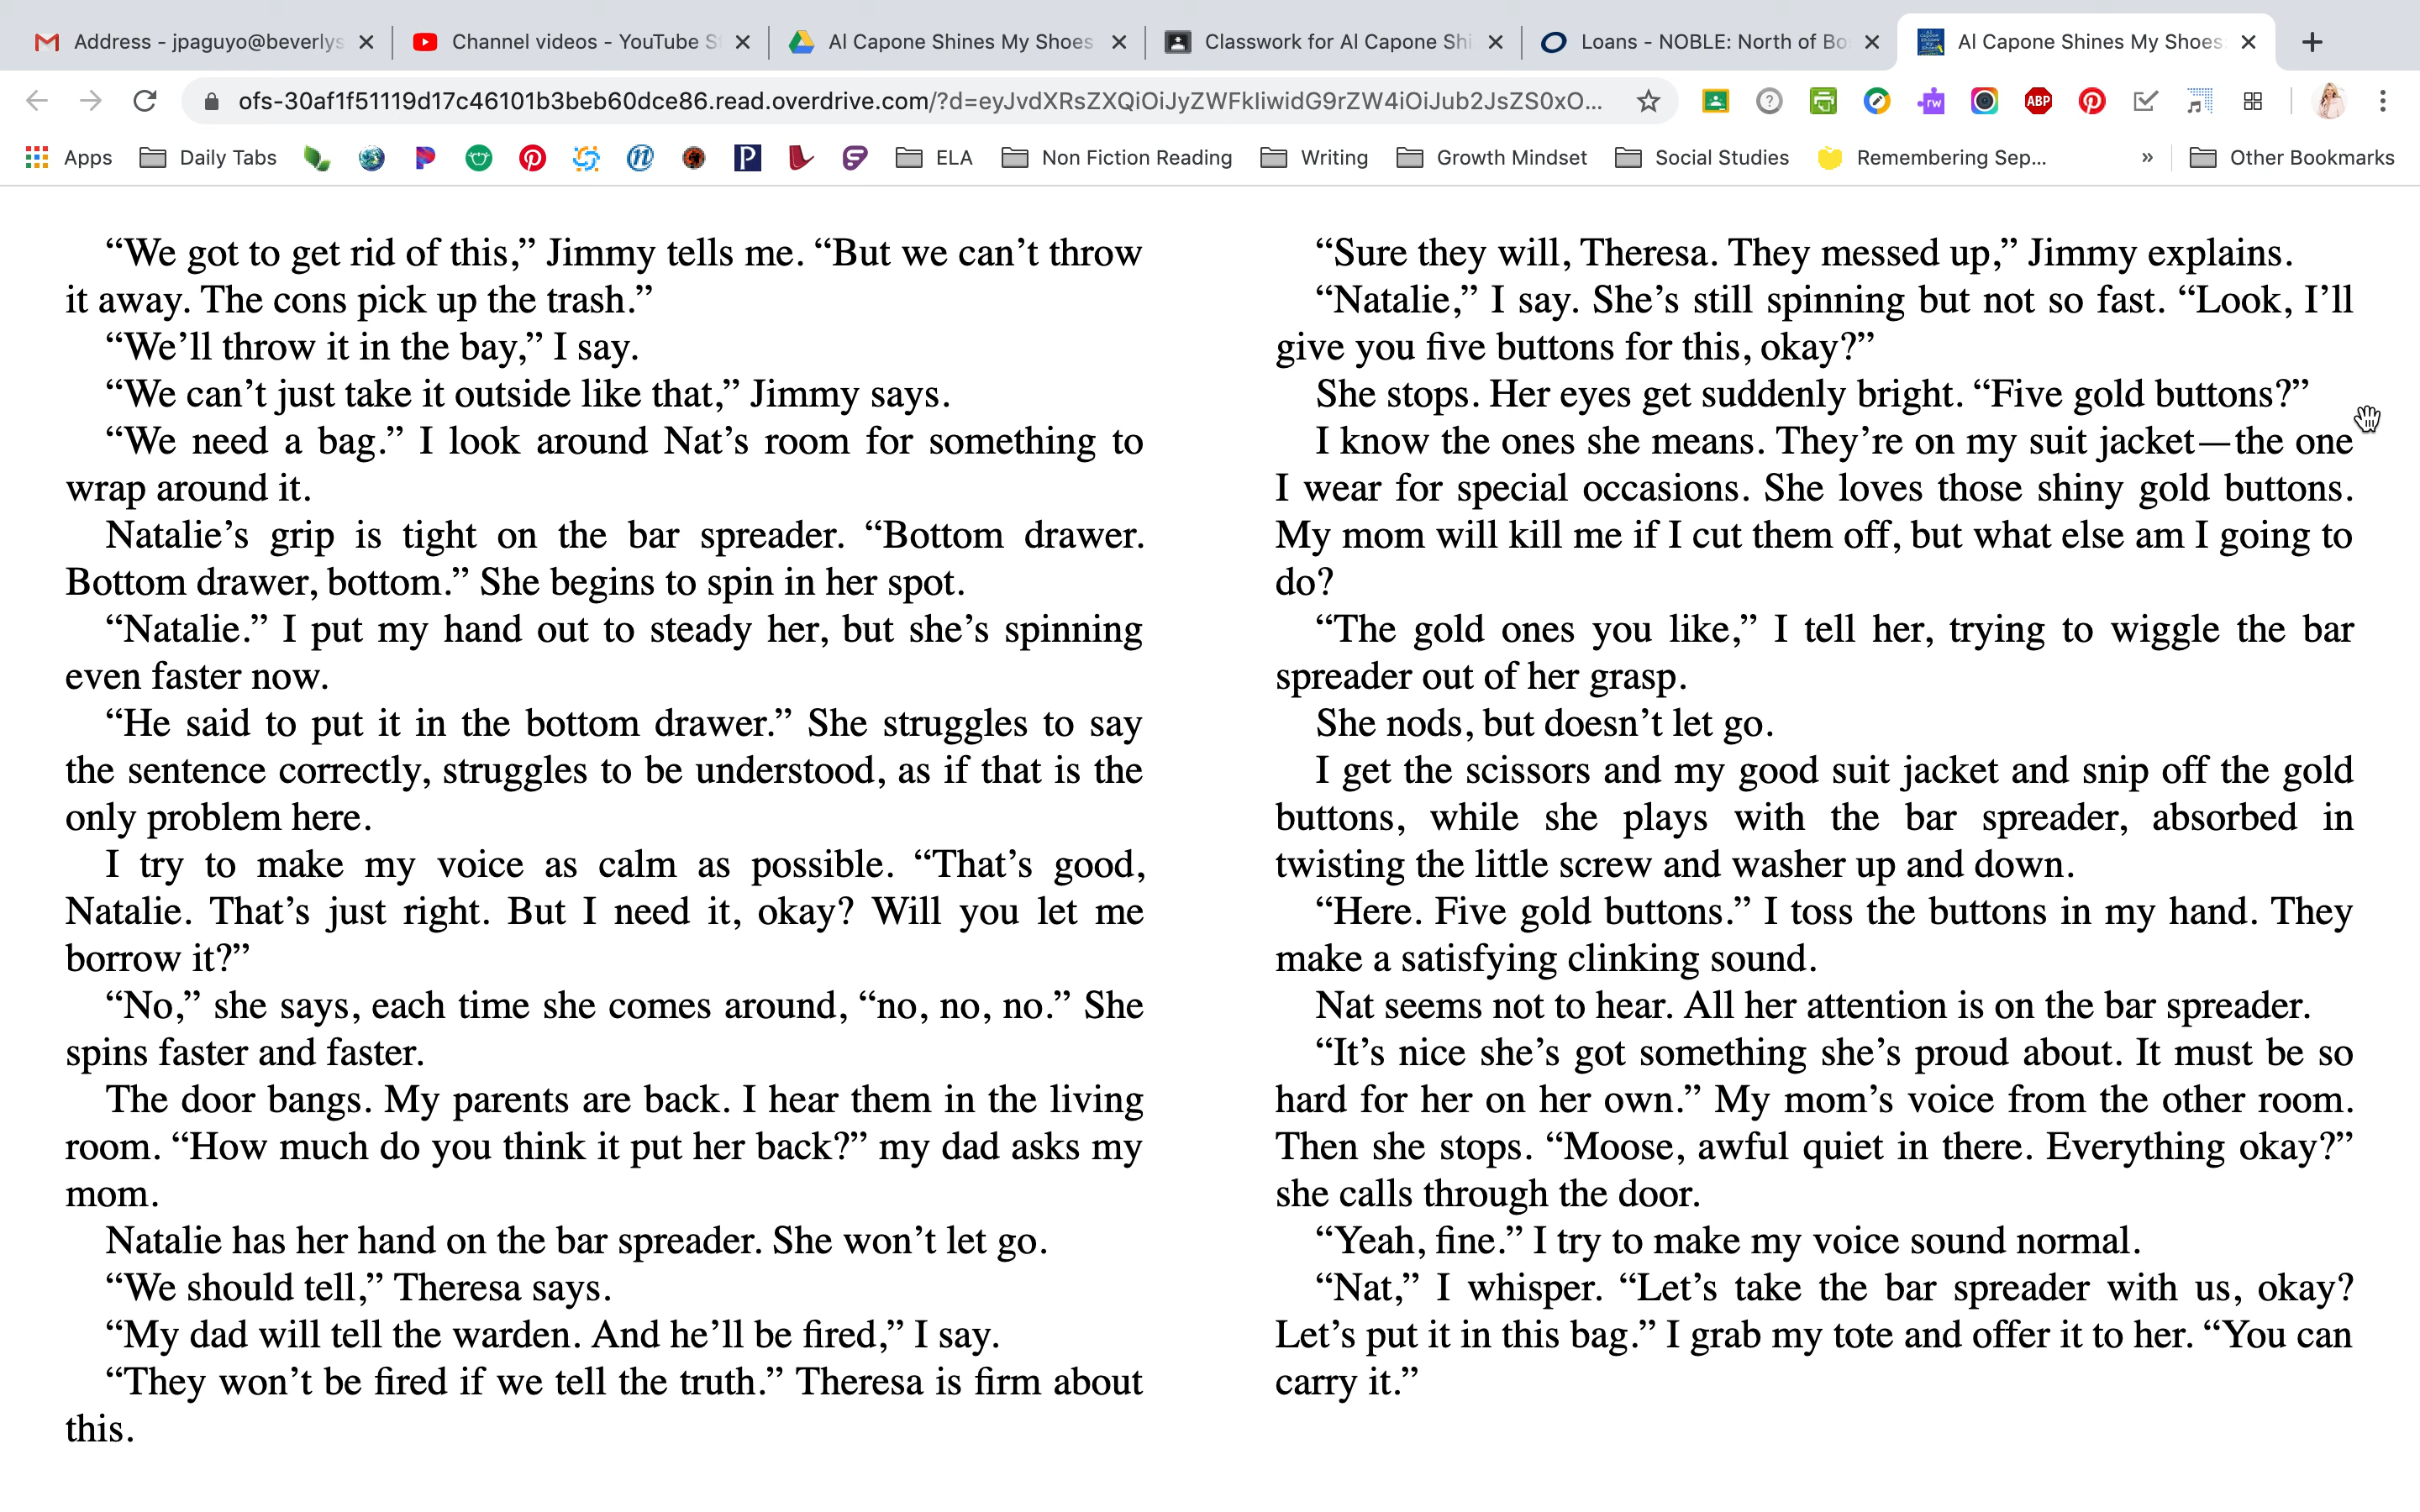 Address - jpaguyo@beverlys
Channel videos - YouTube S
Al Capone Shines My Shoes
Classwork for Al Capone Shi
Loans - NOBLE: North of Bo
Al Capone Shines My Shoes
ofs-30af1f51119d17c46101b3beb60dce86.read.overdrive.com/?d=eyJvdXRsZXQiOiJyZWFkIiwidG9rZW4iOiJub2JsZS0xO...
Apps
Daily Tabs
ELA
Non Fiction Reading
Writing
Growth Mindset
Social Studies
Remembering Sep...
»
Other Bookmarks
“We got to get rid of this,” Jimmy tells me. “But we can’t throw
it away. The cons pick up the trash.”
“We’ll throw it in the bay,” I say.
“We can’t just take it outside like that,” Jimmy says.
“We need a bag.” I look around Nat’s room for something to
wrap around it.
Natalie’s grip is tight on the bar spreader. “Bottom drawer.
Bottom drawer, bottom.” She begins to spin in her spot.
“Natalie.” I put my hand out to steady her, but she’s spinning
even faster now.
“He said to put it in the bottom drawer.” She struggles to say
the sentence correctly, struggles to be understood, as if that is the
only problem here.
I try to make my voice as calm as possible. “That’s good,
Natalie. That’s just right. But I need it, okay? Will you let me
borrow it?”
“No,” she says, each time she comes around, “no, no, no.” She
spins faster and faster.
The door bangs. My parents are back. I hear them in the living
room. “How much do you think it put her back?” my dad asks my
mom.
Natalie has her hand on the bar spreader. She won’t let go.
“We should tell,” Theresa says.
“My dad will tell the warden. And he’ll be fired,” I say.
“They won’t be fired if we tell the truth.” Theresa is firm about
this.
“Sure they will, Theresa. They messed up,” Jimmy explains.
“Natalie,” I say. She’s still spinning but not so fast. “Look, I’ll
give you five buttons for this, okay?”
She stops. Her eyes get suddenly bright. “Five gold buttons?”
I know the ones she means. They’re on my suit jacket—the one
I wear for special occasions. She loves those shiny gold buttons.
My mom will kill me if I cut them off, but what else am I going to
do?
“The gold ones you like,” I tell her, trying to wiggle the bar
spreader out of her grasp.
She nods, but doesn’t let go.
I get the scissors and my good suit jacket and snip off the gold
buttons, while she plays with the bar spreader, absorbed in
twisting the little screw and washer up and down.
“Here. Five gold buttons.” I toss the buttons in my hand. They
make a satisfying clinking sound.
Nat seems not to hear. All her attention is on the bar spreader.
“It’s nice she’s got something she’s proud about. It must be so
hard for her on her own.” My mom’s voice from the other room.
Then she stops. “Moose, awful quiet in there. Everything okay?”
she calls through the door.
“Yeah, fine.” I try to make my voice sound normal.
“Nat,” I whisper. “Let’s take the bar spreader with us, okay?
Let’s put it in this bag.” I grab my tote and offer it to her. “You can
carry it.”